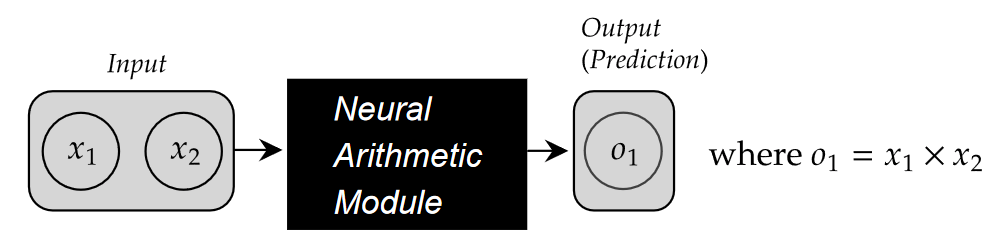 Input
x₁ x₂
Neural
Arithmetic
Module
Output
(Prediction)
o₁
where o₁ = x₁ × x₂